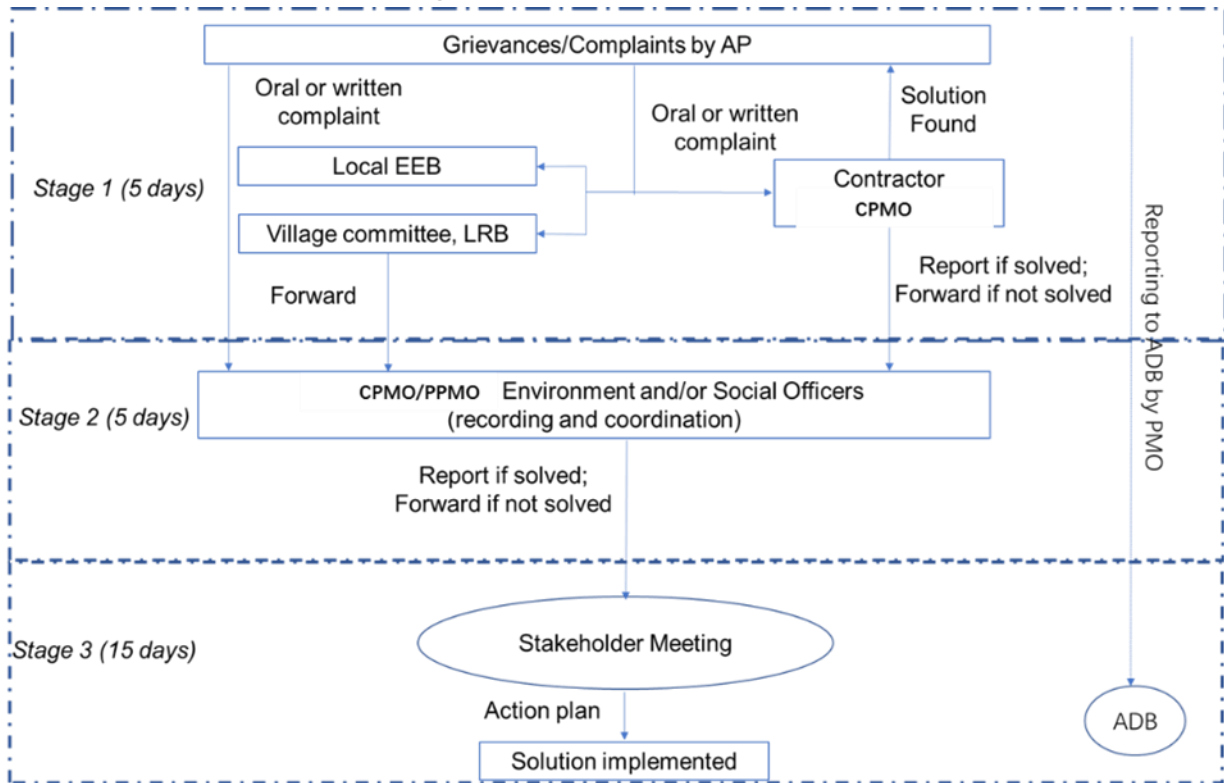 Grievances/Complaints by AP
Oral or written
complaint
Oral or written
complaint
Solution
Found
Local EEB
Stage 1 (5 days)
Contractor
CPMO
Village committee, LRB
Forward
Report if solved;
Forward if not solved
Reporting to ADB by PMO
CPMO/PPMO Environment and/or Social Officers
(recording and coordination)
Stage 2 (5 days)
Report if solved;
Forward if not solved
Stakeholder Meeting
Stage 3 (15 days)
Action plan
ADB
Solution implemented